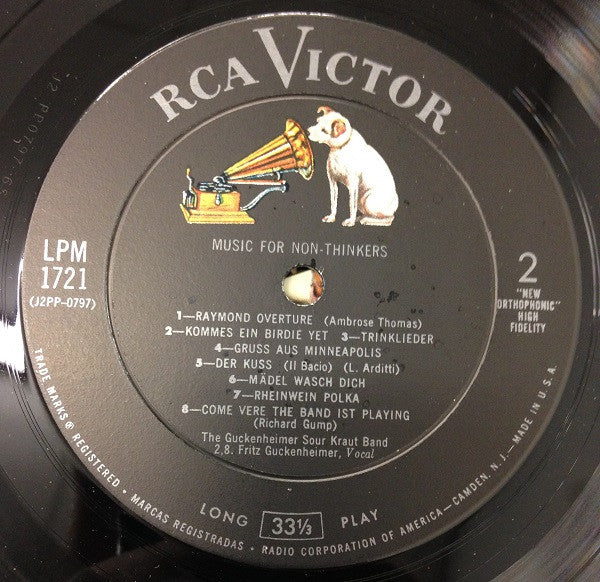 RCA VICTOR
MUSIC FOR NON-THINKERS
LPM
1721
(J2PP-0797)
2
"NEW
ORTHOPHONIC"
HIGH
FIDELITY
1—RAYMOND OVERTURE (Ambrose Thomas)
2—KOMMES EIN BIRDIE YET 3—TRINKLIEDER
4—GRUSS AUS MINNEAPOLIS
5—DER KUSS (Il Bacio) (L. Arditti)
6—MÄDEL WASCH DICH
7—RHEINWEIN POLKA
8—COME VERE THE BAND IST PLAYING
(Richard Gump)
The Guckenheimer Sour Kraut Band
2,8. Fritz Guckenheimer, Vocal
LONG 33⅓ PLAY
TRADE MARKS ® REGISTERED • MARCAS REGISTRADAS • RADIO CORPORATION OF AMERICA—CAMDEN, N.J.—MADE IN U.S.A.